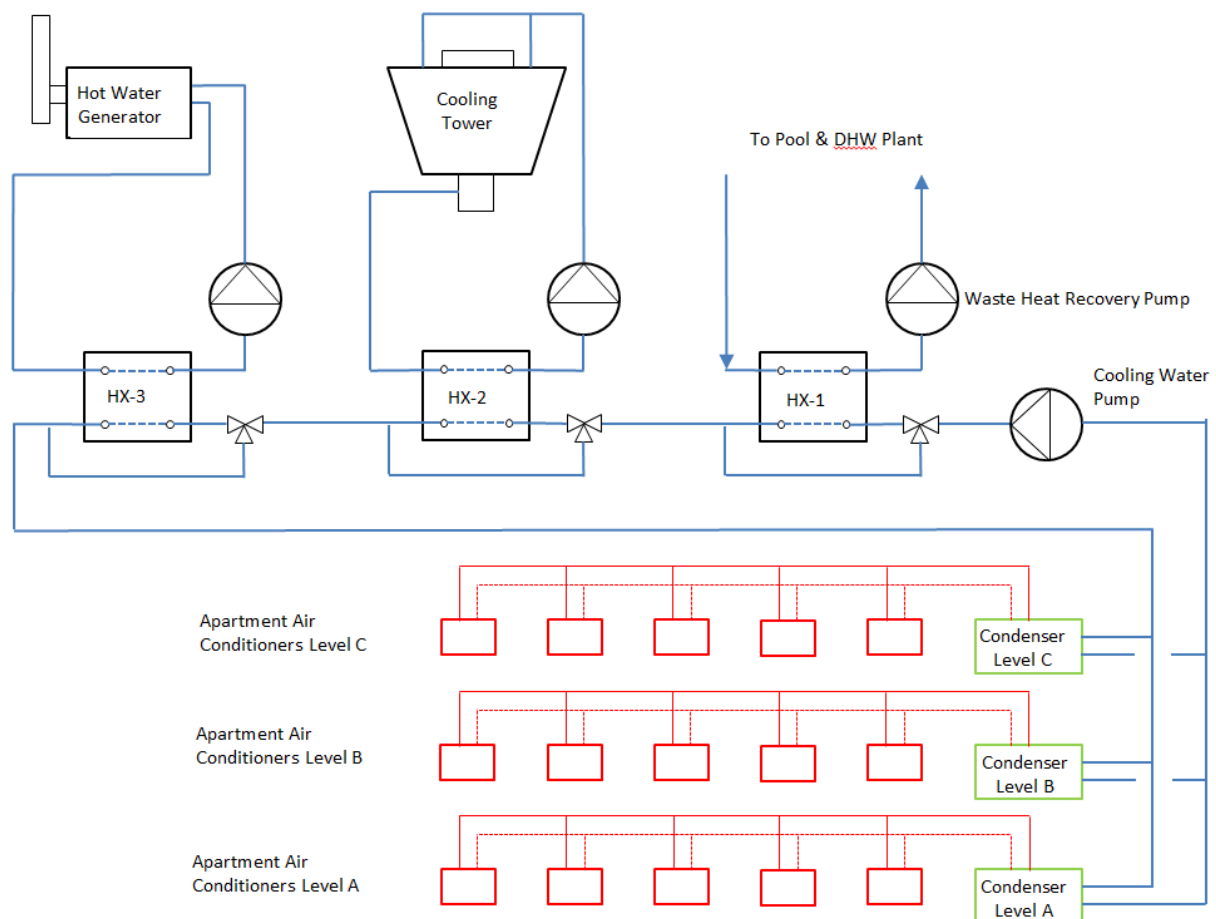 Hot Water
Generator
Cooling
Tower
To Pool & DHW Plant
Waste Heat Recovery Pump
Cooling Water
Pump
HX-3
HX-2
HX-1
Apartment Air
Conditioners Level C
Condenser
Level C
Apartment Air
Conditioners Level B
Condenser
Level B
Apartment Air
Conditioners Level A
Condenser
Level A